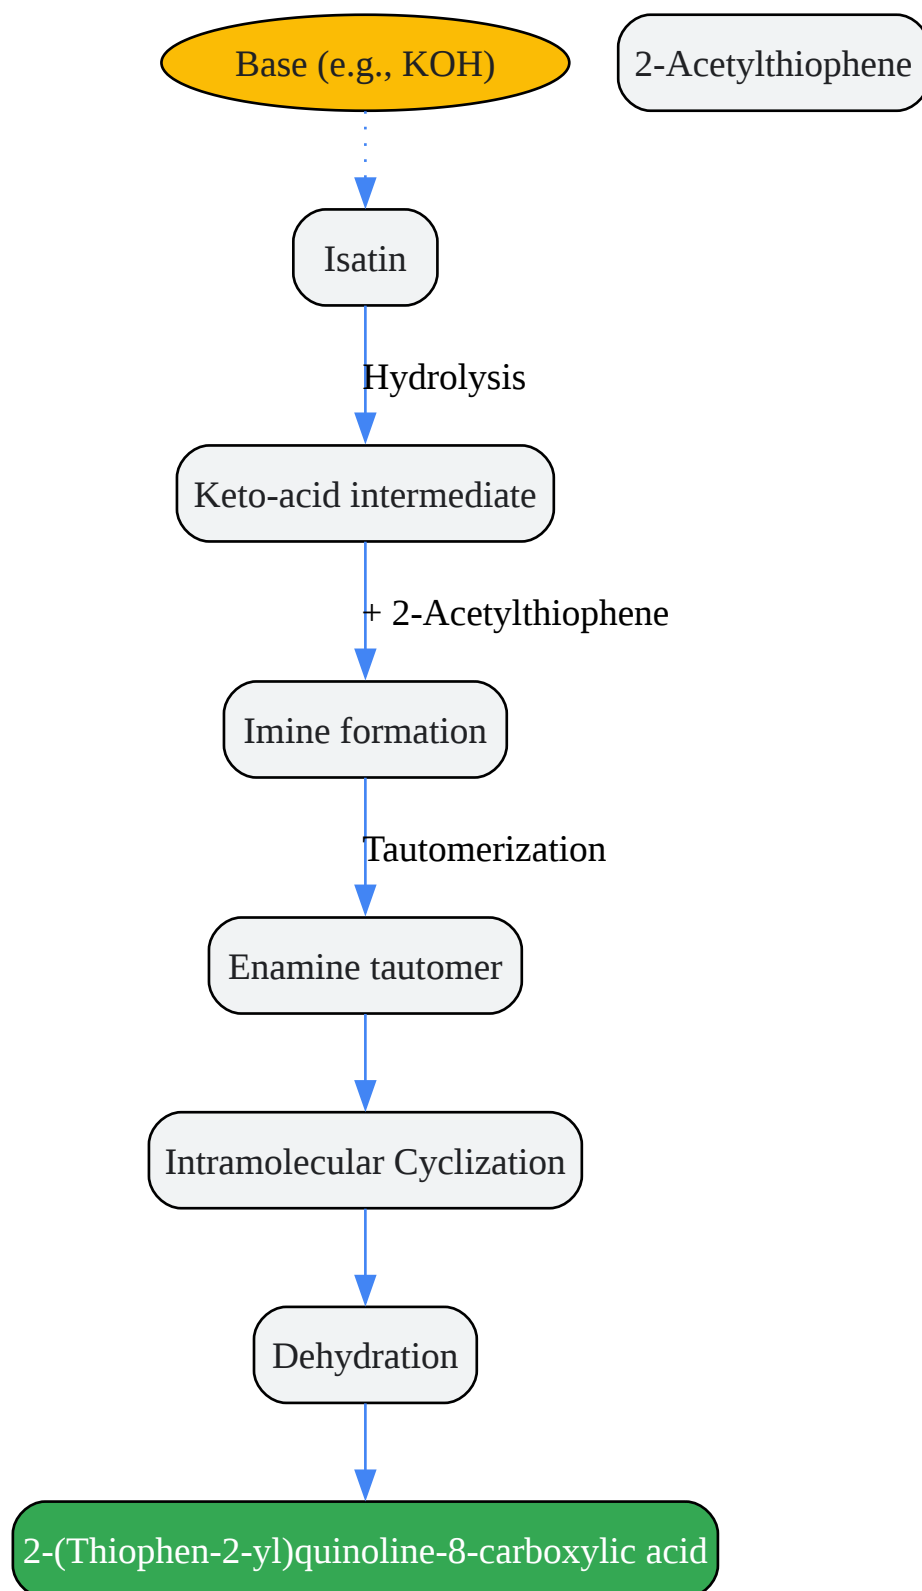 Base (e.g., KOH)
2-Acetylthiophene
Isatin
Hydrolysis
Keto-acid intermediate
+ 2-Acetylthiophene
Imine formation
Tautomerization
Enamine tautomer
Intramolecular Cyclization
Dehydration
2-(Thiophen-2-yl)quinoline-8-carboxylic acid